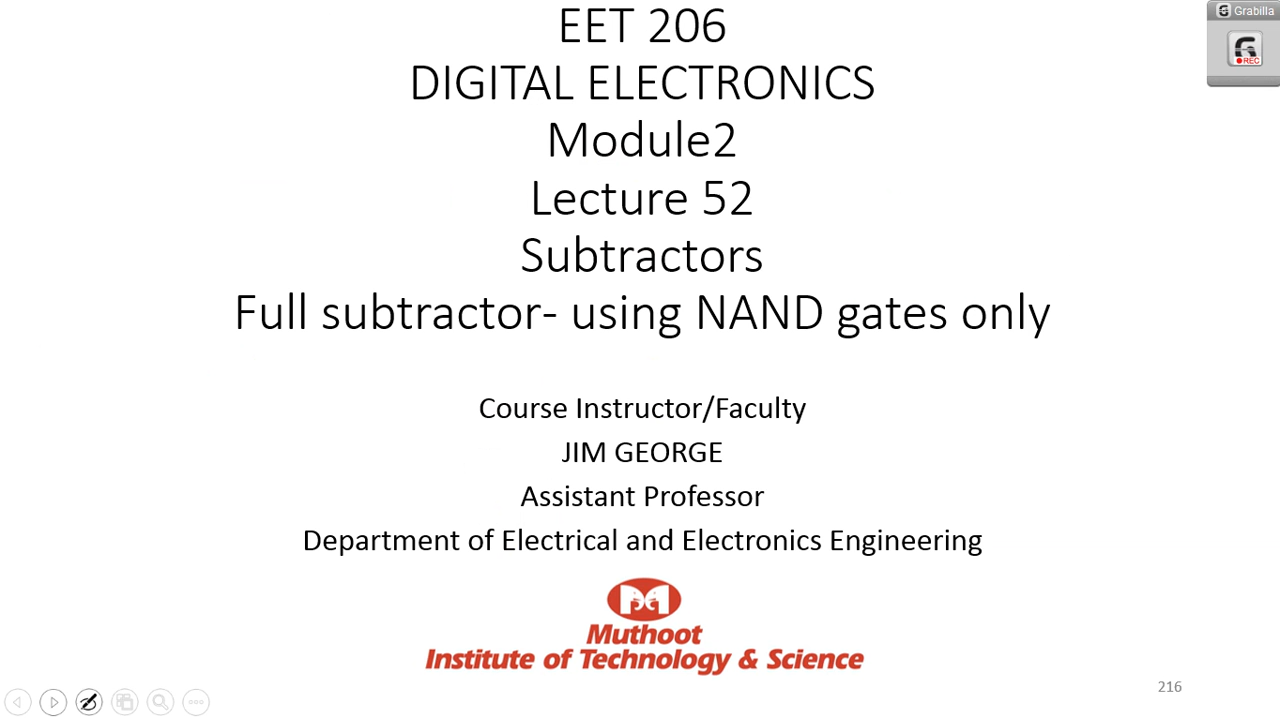 EET 206
DIGITAL ELECTRONICS
Module2
Lecture 52
Subtractors
Full subtractor- using NAND gates only
Course Instructor/Faculty
JIM GEORGE
Assistant Professor
Department of Electrical and Electronics Engineering
Muthoot
Institute of Technology & Science
216
Grabilla
REC